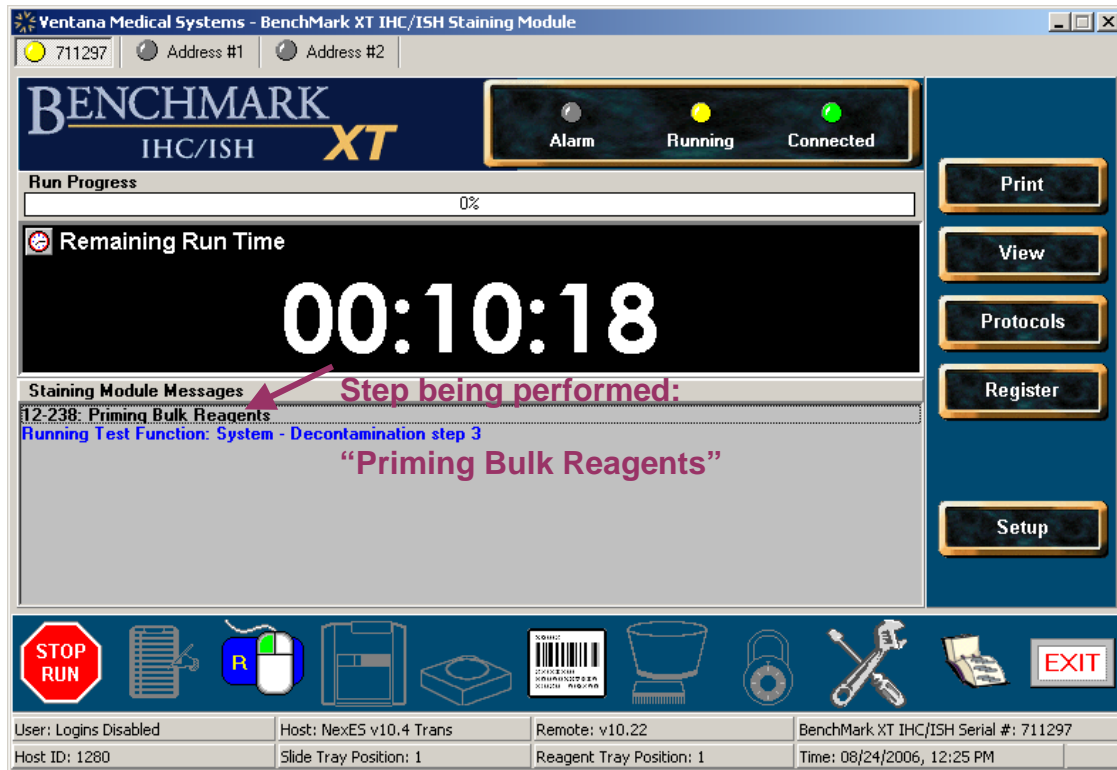 Ventana Medical Systems - BenchMark XT IHC/ISH Staining Module
711297 Address #1 Address #2
BENCHMARK
IHC/ISH XT
Alarm Running Connected
Run Progress
0%
Remaining Run Time
00:10:18
Staining Module Messages
12-238: Priming Bulk Reagents
Running Test Function: System - Decontamination step 3
Step being performed:
“Priming Bulk Reagents”
Print
View
Protocols
Register
Setup
STOP
RUN
R
EXIT
User: Logins Disabled Host: NexES v10.4 Trans Remote: v10.22 BenchMark XT IHC/ISH Serial #: 711297
Host ID: 1280 Slide Tray Position: 1 Reagent Tray Position: 1 Time: 08/24/2006, 12:25 PM